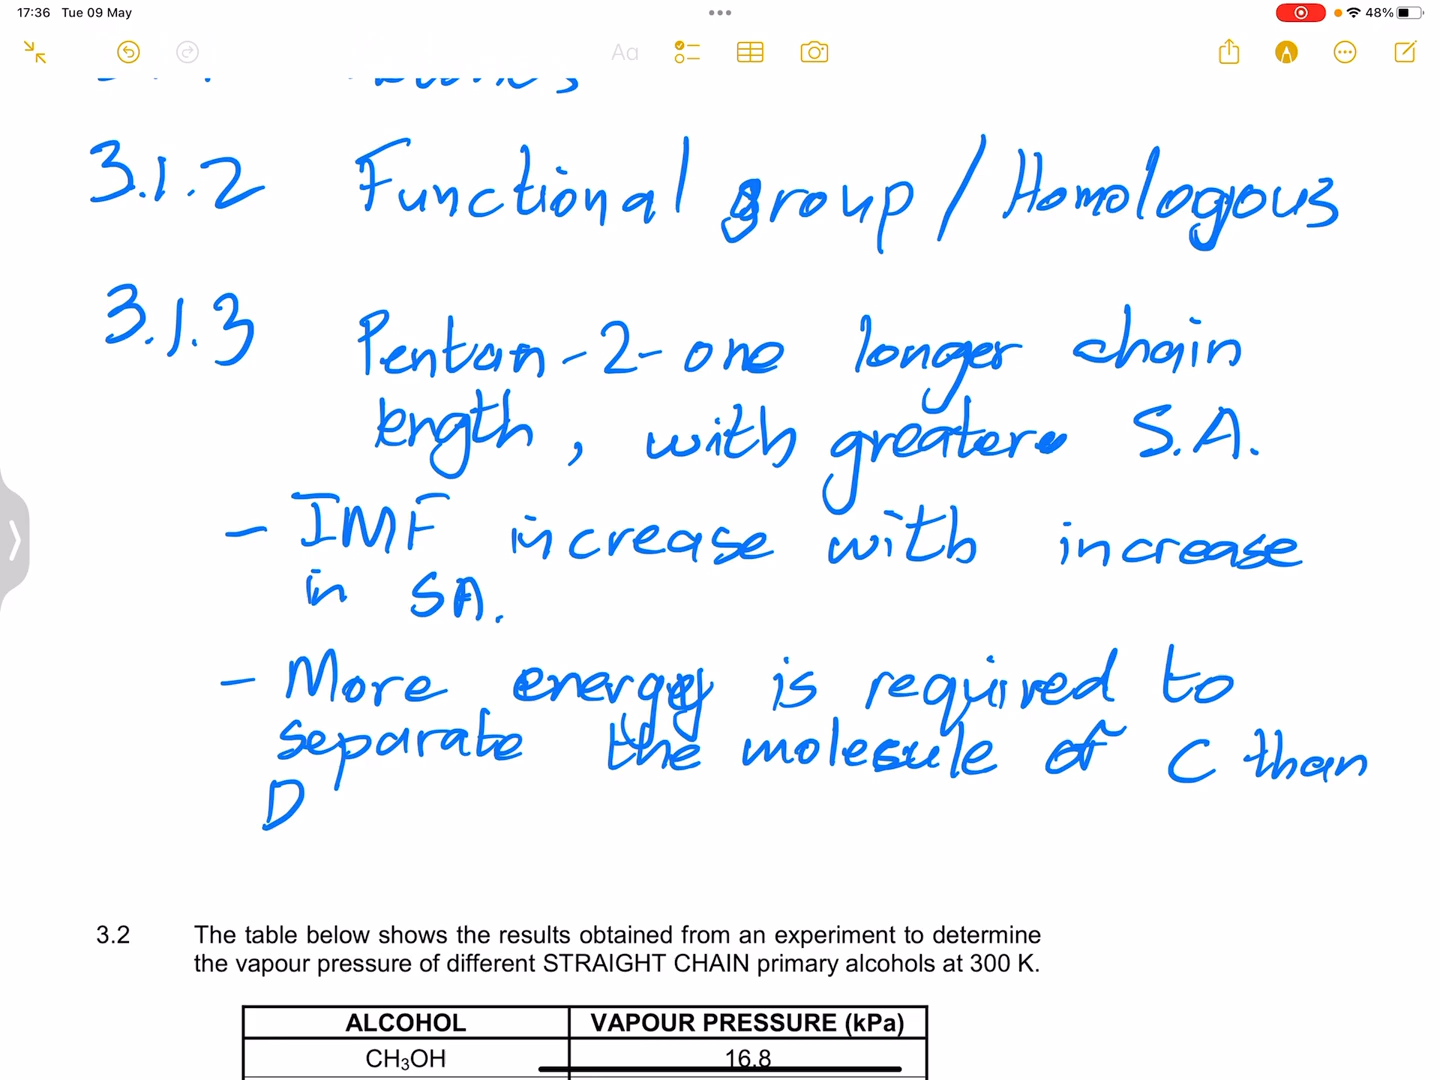 17:36 Tue 09 May
48%
Aa
3.1.2 Functional group / Homologous
3.1.3 Pentan-2-one longer chain
length, with greater S.A.
- IMF increase with increase
in SA.
- More energy is required to
separate the molecule of C than
D
3.2 The table below shows the results obtained from an experiment to determine
the vapour pressure of different STRAIGHT CHAIN primary alcohols at 300 K.
ALCOHOL VAPOUR PRESSURE (kPa)
CH₃OH 16.8